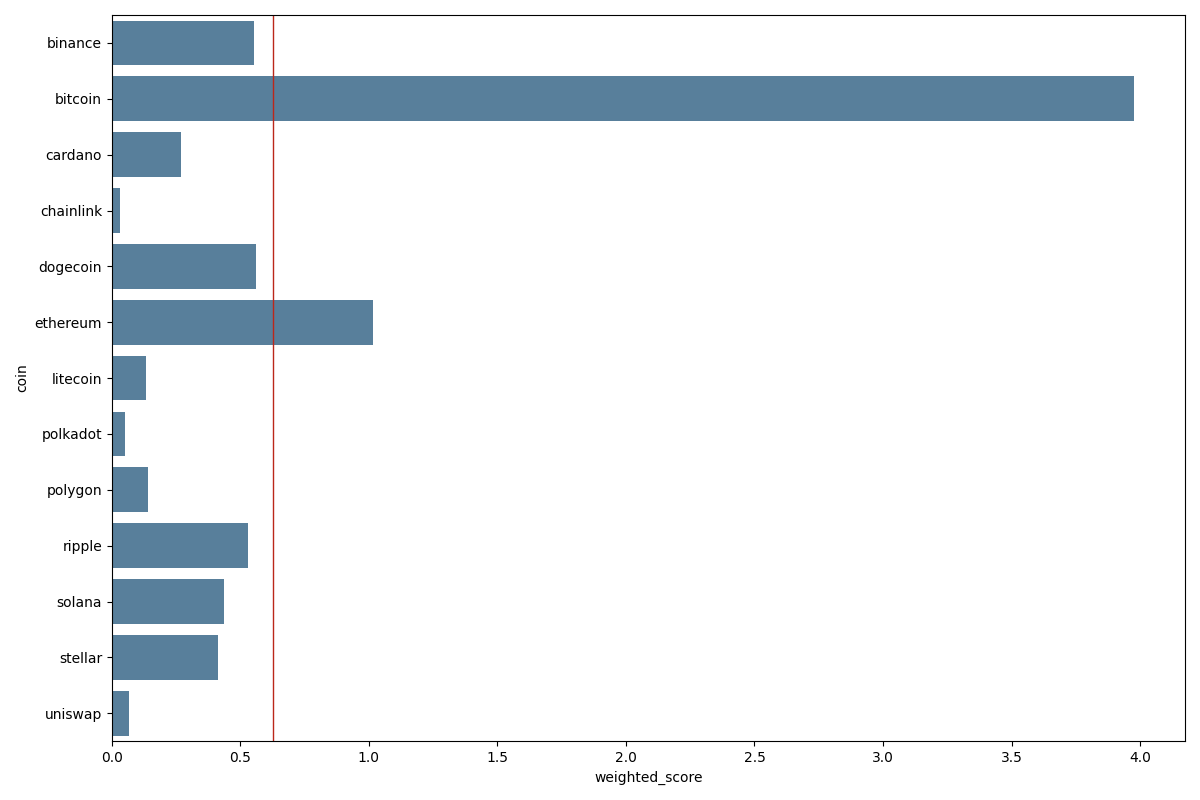 binance
bitcoin
cardano
chainlink
dogecoin
ethereum
litecoin
polkadot
polygon
ripple
solana
stellar
uniswap
coin
0.0 0.5 1.0 1.5 2.0 2.5 3.0 3.5 4.0
weighted_score